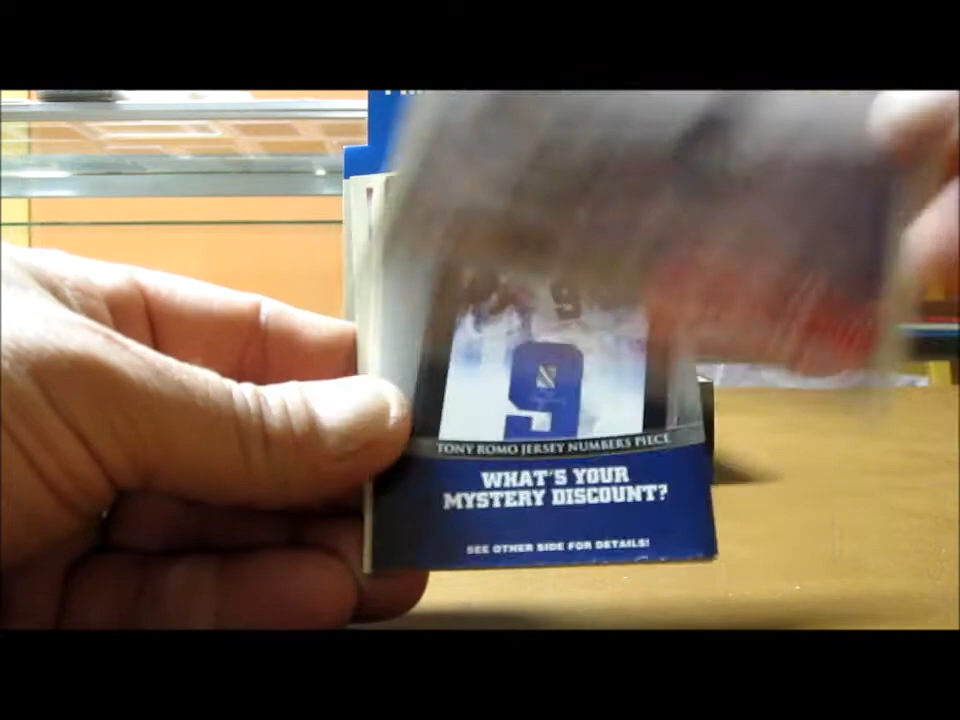 9
TONY ROMO JERSEY NUMBERS PIECE
WHAT'S YOUR
MYSTERY DISCOUNT?
SEE OTHER SIDE FOR DETAILS!